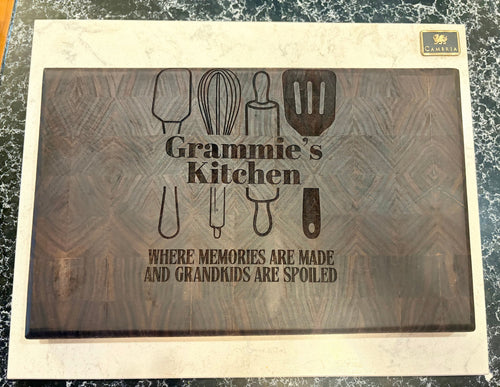 CAMBRIA
Grammie's
Kitchen
WHERE MEMORIES ARE MADE
AND GRANDKIDS ARE SPOILED